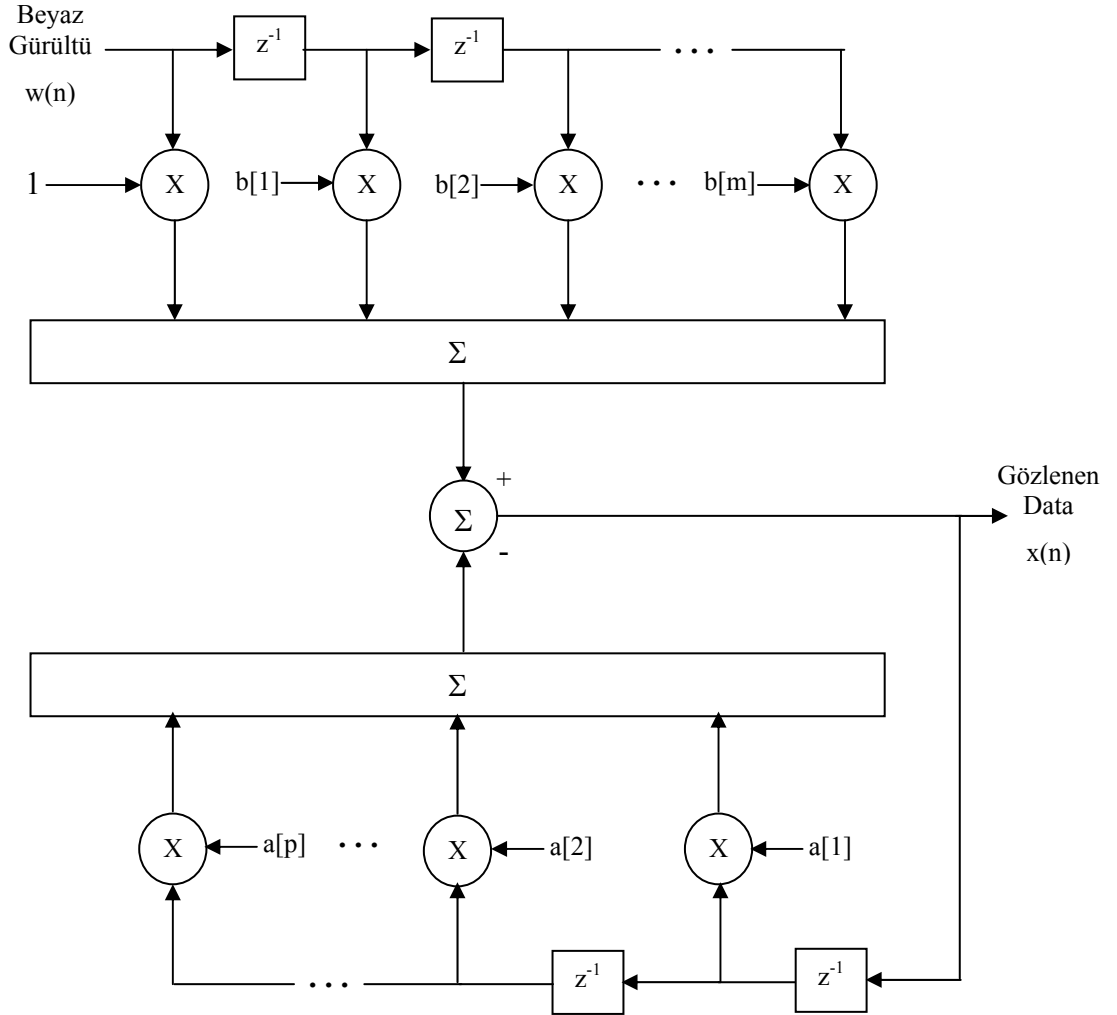 Beyaz
Gürültü
w(n)
z⁻¹
z⁻¹
...
1
X
b[1]
X
b[2]
X
...
b[m]
X
Σ
+
Σ
-
Gözlenen
Data
x(n)
Σ
X
a[p]
...
X
a[2]
X
a[1]
...
z⁻¹
z⁻¹